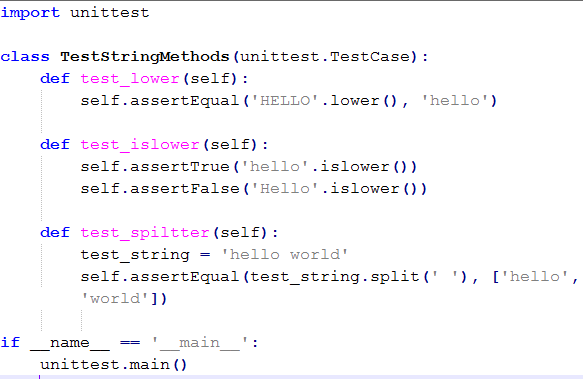 import unittest
class TestStringMethods(unittest.TestCase):
    def test_lower(self):
        self.assertEqual('HELLO'.lower(), 'hello')
    def test_islower(self):
        self.assertTrue('hello'.islower())
        self.assertFalse('Hello'.islower())
    def test_spiltter(self):
        test_string = 'hello world'
        self.assertEqual(test_string.split(' '), ['hello',
        'world'])
if __name__ == '__main__':
    unittest.main()